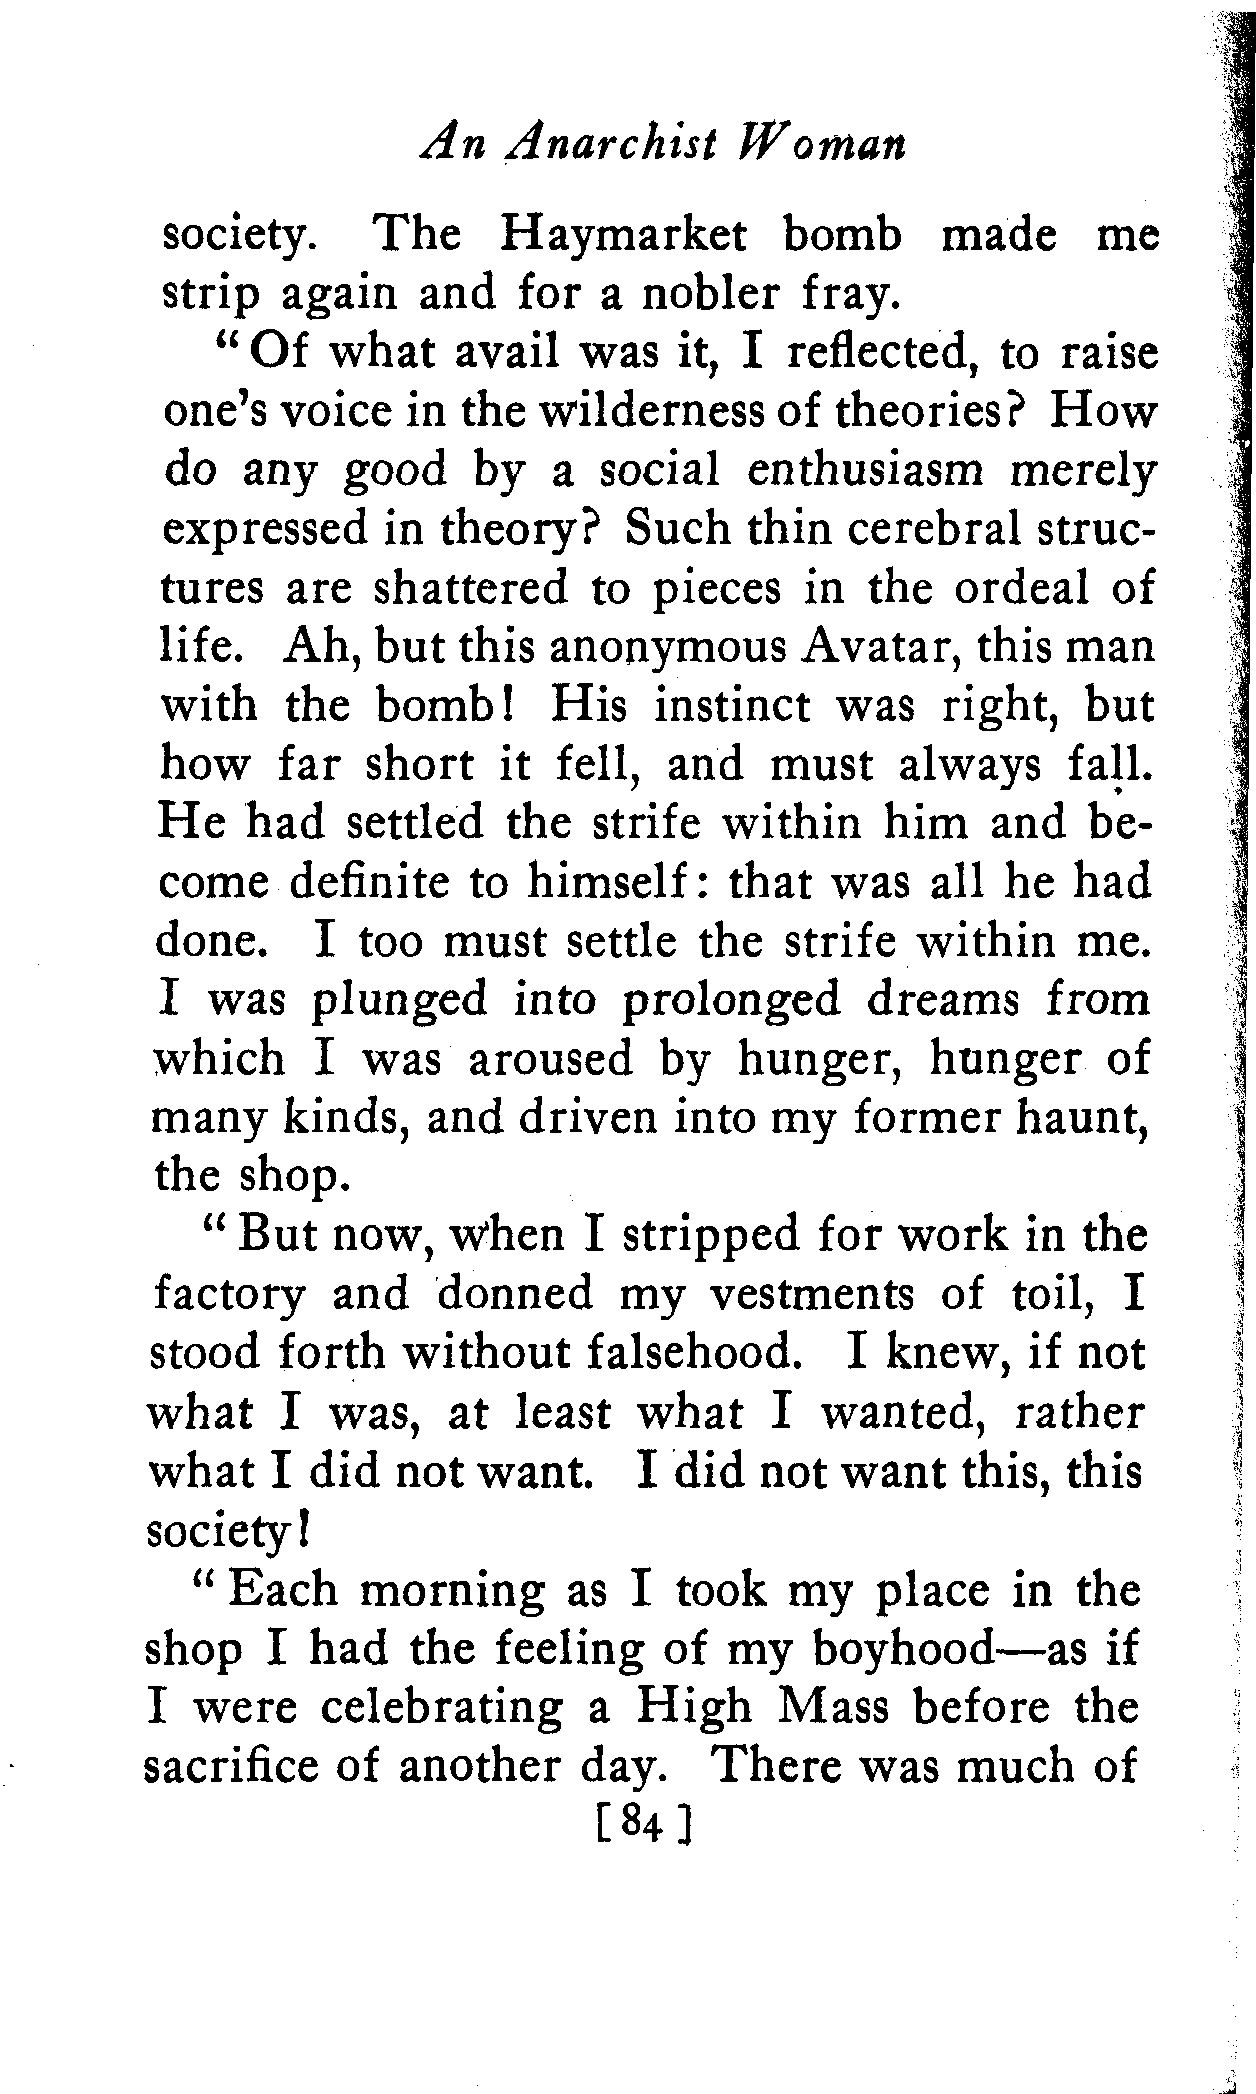 An Anarchist Woman
society. The Haymarket bomb made me
strip again and for a nobler fray.
"Of what avail was it, I reflected, to raise
one's voice in the wilderness of theories? How
do any good by a social enthusiasm merely
expressed in theory? Such thin cerebral struc-
tures are shattered to pieces in the ordeal of
life. Ah, but this anonymous Avatar, this man
with the bomb! His instinct was right, but
how far short it fell, and must always fall.
He had settled the strife within him and be-
come definite to himself: that was all he had
done. I too must settle the strife within me.
I was plunged into prolonged dreams from
which I was aroused by hunger, hunger of
many kinds, and driven into my former haunt,
the shop.
"But now, when I stripped for work in the
factory and donned my vestments of toil, I
stood forth without falsehood. I knew, if not
what I was, at least what I wanted, rather
what I did not want. I did not want this, this
society!
"Each morning as I took my place in the
shop I had the feeling of my boyhood—as if
I were celebrating a High Mass before the
sacrifice of another day. There was much of
[84]